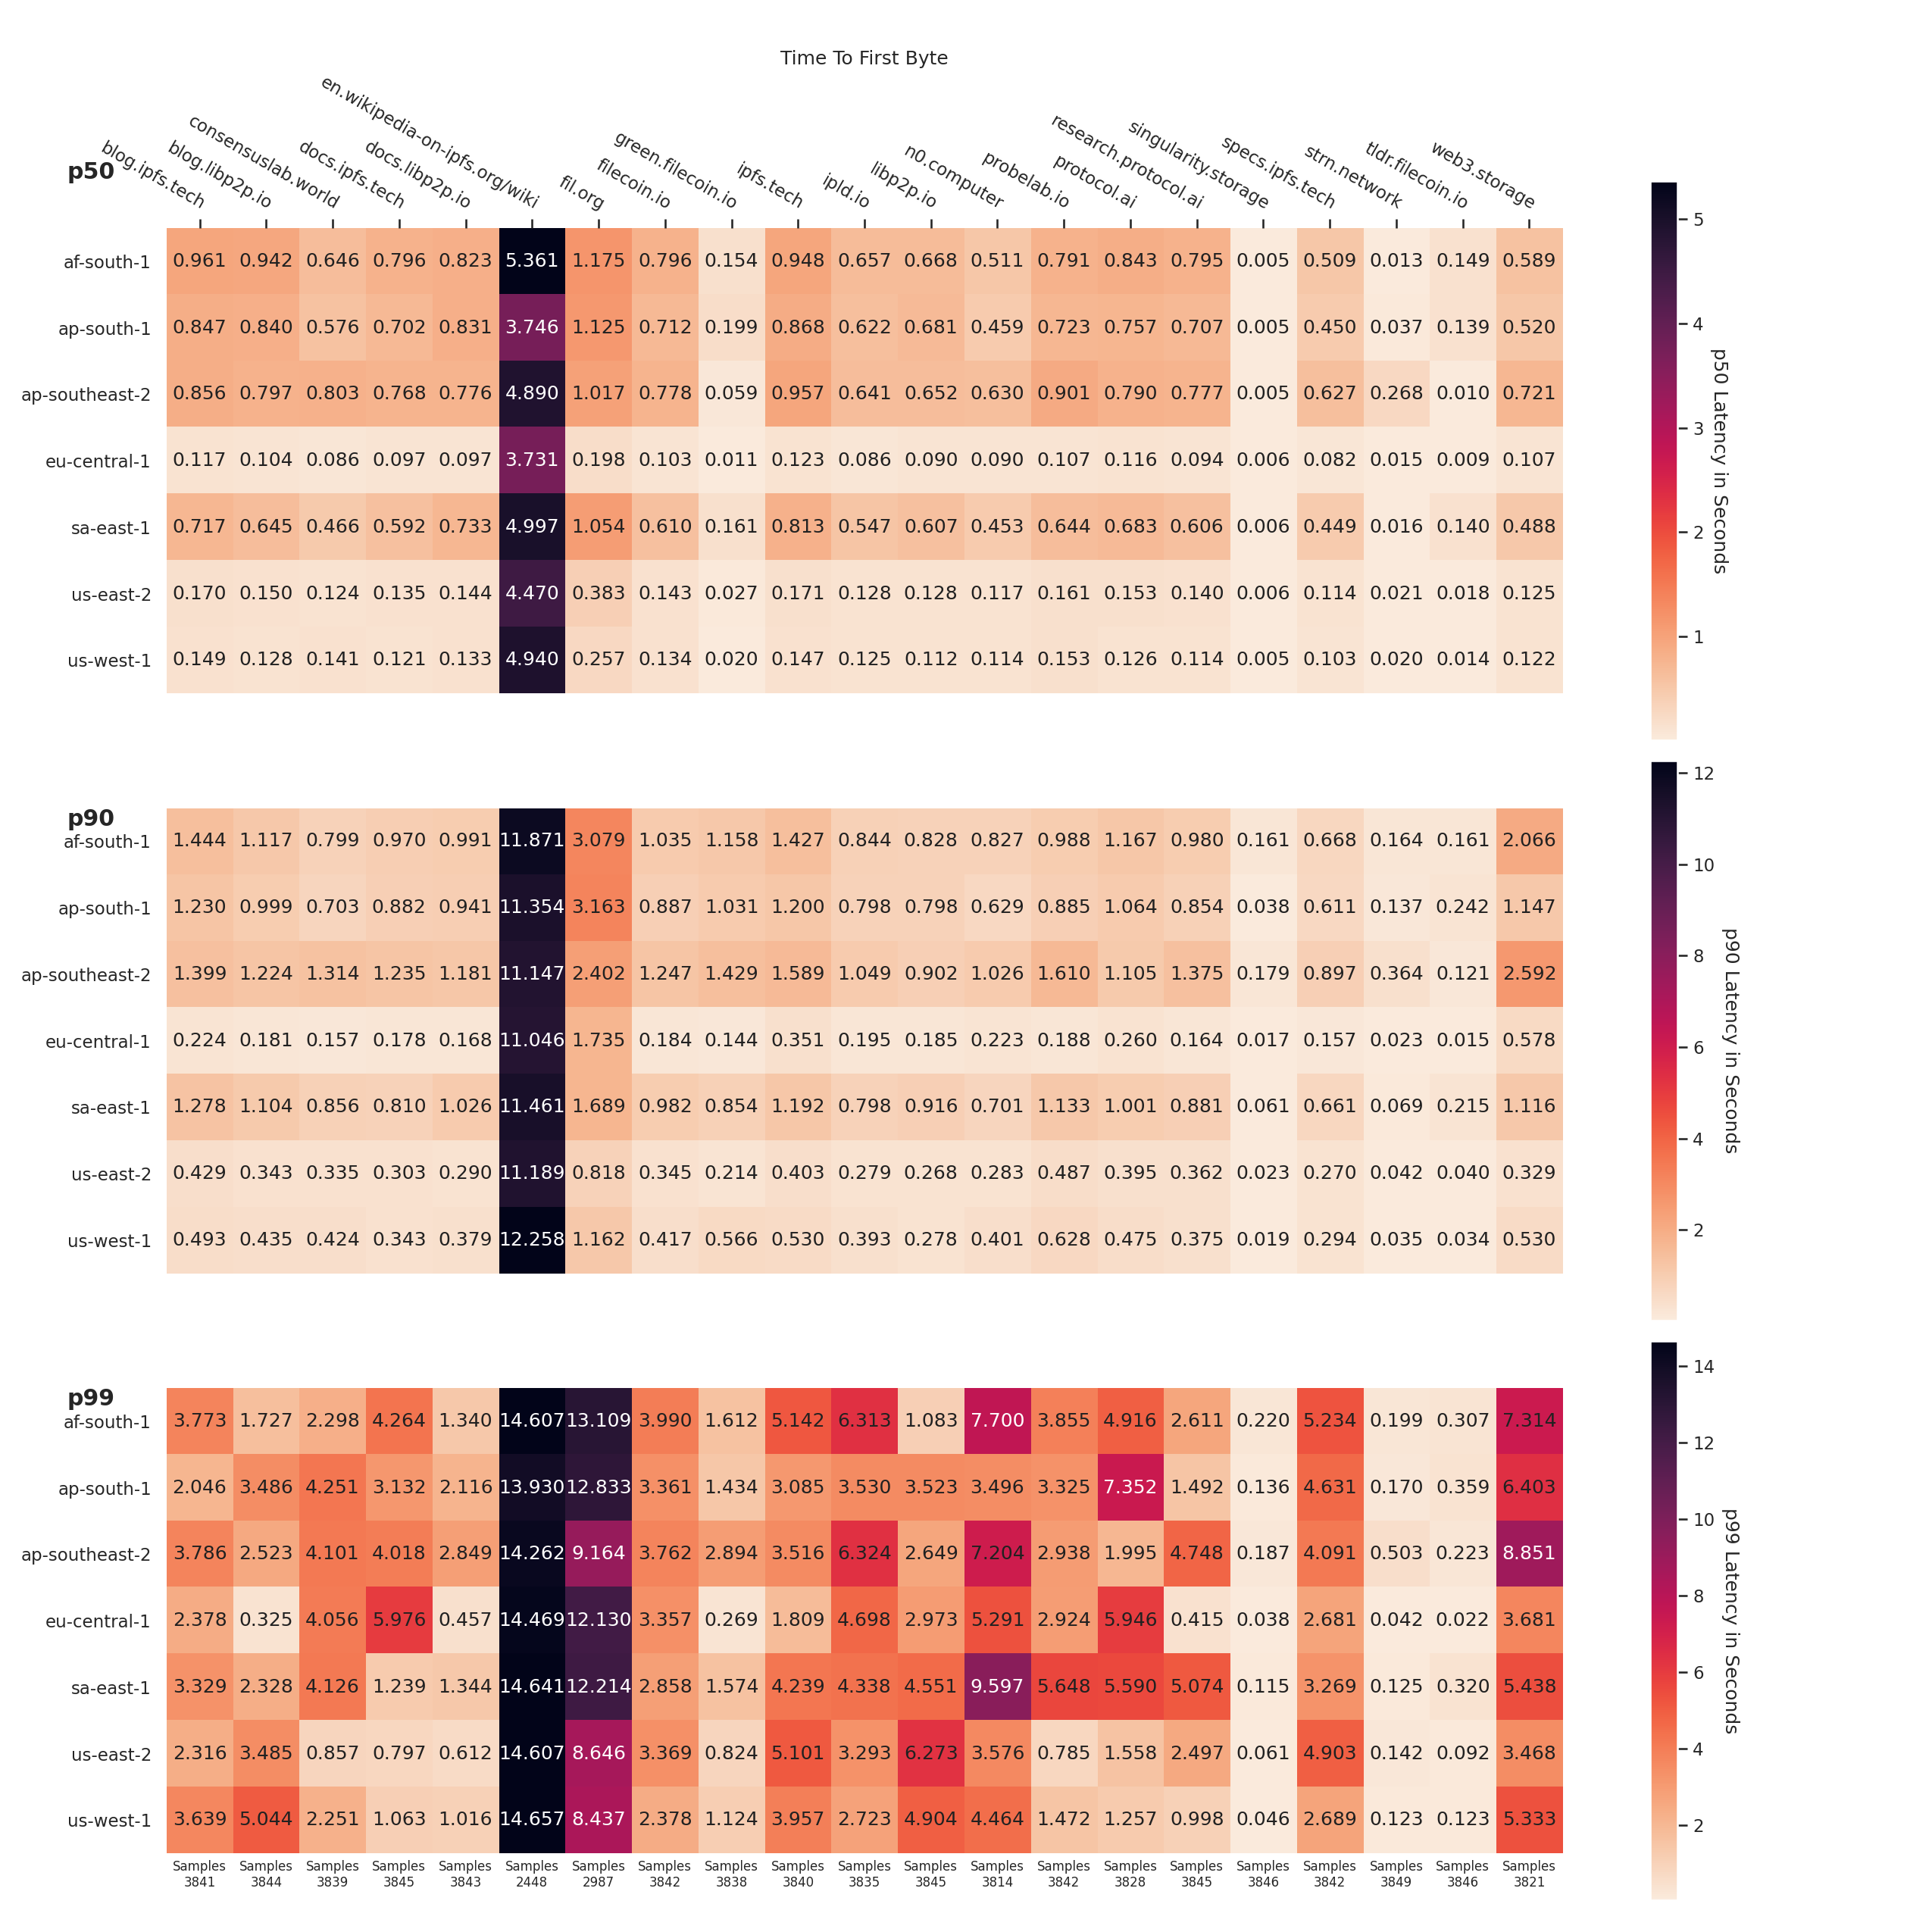 Time To First Byte
p50
blog.ipfs.tech
blog.libp2p.io
consensuslab.world
docs.ipfs.tech
docs.libp2p.io
en.wikipedia-on-ipfs.org/wiki
fil.org
filecoin.io
green.filecoin.io
ipfs.tech
ipld.io
libp2p.io
n0.computer
probelab.io
protocol.ai
research.protocol.ai
singularity.storage
specs.ipfs.tech
strn.network
tldr.filecoin.io
web3.storage
af-south-1 0.961 0.942 0.646 0.796 0.823 5.361 1.175 0.796 0.154 0.948 0.657 0.668 0.511 0.791 0.843 0.795 0.005 0.509 0.013 0.149 0.589
ap-south-1 0.847 0.840 0.576 0.702 0.831 3.746 1.125 0.712 0.199 0.868 0.622 0.681 0.459 0.723 0.757 0.707 0.005 0.450 0.037 0.139 0.520
ap-southeast-2 0.856 0.797 0.803 0.768 0.776 4.890 1.017 0.778 0.059 0.957 0.641 0.652 0.630 0.901 0.790 0.777 0.005 0.627 0.268 0.010 0.721
eu-central-1 0.117 0.104 0.086 0.097 0.097 3.731 0.198 0.103 0.011 0.123 0.086 0.090 0.090 0.107 0.116 0.094 0.006 0.082 0.015 0.009 0.107
sa-east-1 0.717 0.645 0.466 0.592 0.733 4.997 1.054 0.610 0.161 0.813 0.547 0.607 0.453 0.644 0.683 0.606 0.006 0.449 0.016 0.140 0.488
us-east-2 0.170 0.150 0.124 0.135 0.144 4.470 0.383 0.143 0.027 0.171 0.128 0.128 0.117 0.161 0.153 0.140 0.006 0.114 0.021 0.018 0.125
us-west-1 0.149 0.128 0.141 0.121 0.133 4.940 0.257 0.134 0.020 0.147 0.125 0.112 0.114 0.153 0.126 0.114 0.005 0.103 0.020 0.014 0.122
5
4
3
2
1
p50 Latency in Seconds
p90
af-south-1 1.444 1.117 0.799 0.970 0.991 11.871 3.079 1.035 1.158 1.427 0.844 0.828 0.827 0.988 1.167 0.980 0.161 0.668 0.164 0.161 2.066
ap-south-1 1.230 0.999 0.703 0.882 0.941 11.354 3.163 0.887 1.031 1.200 0.798 0.798 0.629 0.885 1.064 0.854 0.038 0.611 0.137 0.242 1.147
ap-southeast-2 1.399 1.224 1.314 1.235 1.181 11.147 2.402 1.247 1.429 1.589 1.049 0.902 1.026 1.610 1.105 1.375 0.179 0.897 0.364 0.121 2.592
eu-central-1 0.224 0.181 0.157 0.178 0.168 11.046 1.735 0.184 0.144 0.351 0.195 0.185 0.223 0.188 0.260 0.164 0.017 0.157 0.023 0.015 0.578
sa-east-1 1.278 1.104 0.856 0.810 1.026 11.461 1.689 0.982 0.854 1.192 0.798 0.916 0.701 1.133 1.001 0.881 0.061 0.661 0.069 0.215 1.116
us-east-2 0.429 0.343 0.335 0.303 0.290 11.189 0.818 0.345 0.214 0.403 0.279 0.268 0.283 0.487 0.395 0.362 0.023 0.270 0.042 0.040 0.329
us-west-1 0.493 0.435 0.424 0.343 0.379 12.258 1.162 0.417 0.566 0.530 0.393 0.278 0.401 0.628 0.475 0.375 0.019 0.294 0.035 0.034 0.530
12
10
8
6
4
2
p90 Latency in Seconds
p99
af-south-1 3.773 1.727 2.298 4.264 1.340 14.607 13.109 3.990 1.612 5.142 6.313 1.083 7.700 3.855 4.916 2.611 0.220 5.234 0.199 0.307 7.314
ap-south-1 2.046 3.486 4.251 3.132 2.116 13.930 12.833 3.361 1.434 3.085 3.530 3.523 3.496 3.325 7.352 1.492 0.136 4.631 0.170 0.359 6.403
ap-southeast-2 3.786 2.523 4.101 4.018 2.849 14.262 9.164 3.762 2.894 3.516 6.324 2.649 7.204 2.938 1.995 4.748 0.187 4.091 0.503 0.223 8.851
eu-central-1 2.378 0.325 4.056 5.976 0.457 14.469 12.130 3.357 0.269 1.809 4.698 2.973 5.291 2.924 5.946 0.415 0.038 2.681 0.042 0.022 3.681
sa-east-1 3.329 2.328 4.126 1.239 1.344 14.641 12.214 2.858 1.574 4.239 4.338 4.551 9.597 5.648 5.590 5.074 0.115 3.269 0.125 0.320 5.438
us-east-2 2.316 3.485 0.857 0.797 0.612 14.607 8.646 3.369 0.824 5.101 3.293 6.273 3.576 0.785 1.558 2.497 0.061 4.903 0.142 0.092 3.468
us-west-1 3.639 5.044 2.251 1.063 1.016 14.657 8.437 2.378 1.124 3.957 2.723 4.904 4.464 1.472 1.257 0.998 0.046 2.689 0.123 0.123 5.333
Samples Samples Samples Samples Samples Samples Samples Samples Samples Samples Samples Samples Samples Samples Samples Samples Samples Samples Samples Samples Samples
3841 3844 3839 3845 3843 2448 2987 3842 3838 3840 3835 3845 3814 3842 3828 3845 3846 3842 3849 3846 3821
14
12
10
8
6
4
2
p99 Latency in Seconds